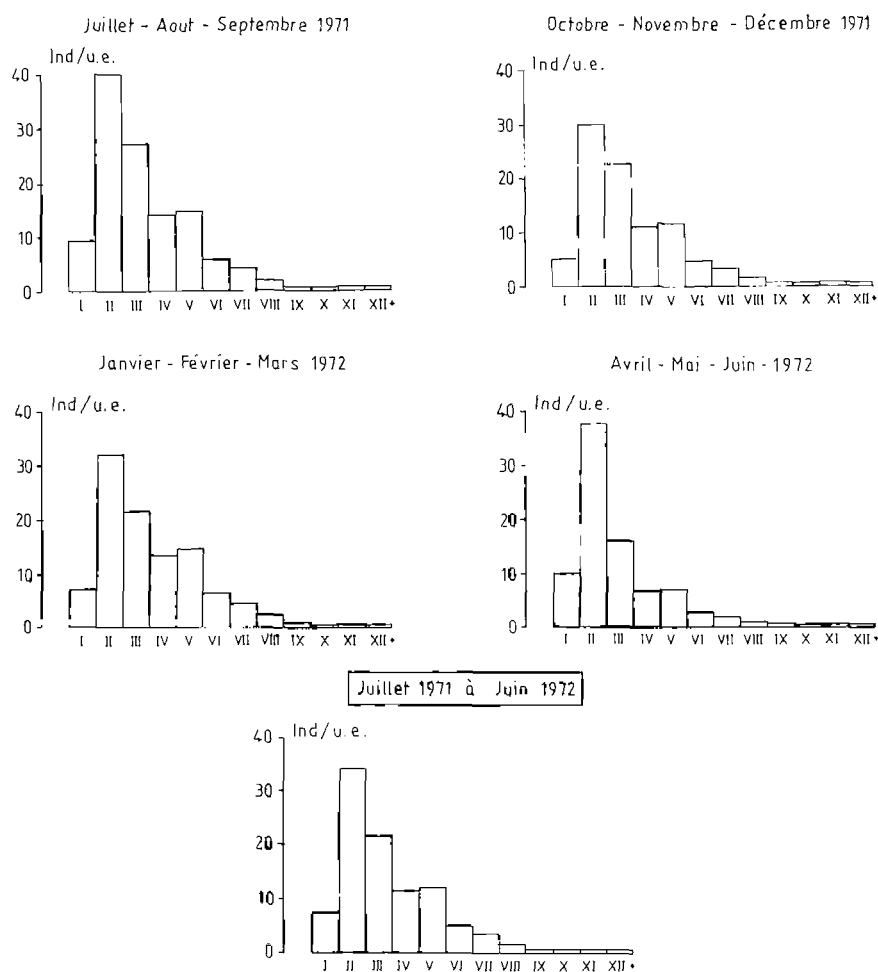 Juillet - Aout - Septembre 1971
Ind/u.e.
40
30
20
10
0
I II III IV V VI VII VIII IX X XI XII+
Octobre - Novembre - Décembre 1971
Ind/u.e.
40
30
20
10
0
I II III IV V VI VII VIII IX X XI XII+
Janvier - Février - Mars 1972
Ind/u.e.
40
30
20
10
0
I II III IV V VI VII VIII IX X XI XII+
Avril - Mai - Juin - 1972
Ind/u.e.
40
30
20
10
0
I II III IV V VI VII VIII IX X XI XII+
Juillet 1971 à Juin 1972
Ind/u.e.
40
30
20
10
0
I II III IV V VI VII VIII IX X XI XII+